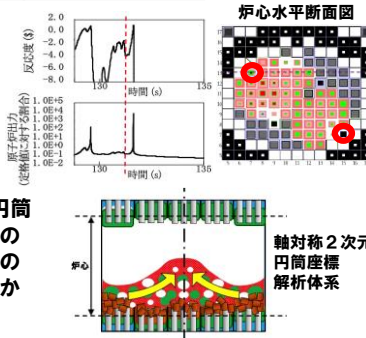 2.0
0.0
-2.0
-4.0
-6.0
-8.0
反応度 ($)
130
135
時間 (s)
1.0E+5
1.0E+4
1.0E+3
1.0E+2
1.0E+1
1.0E+0
1.0E-1
1.0E-2
原子炉出力
(定格値に対する割合)
130
135
時間 (s)
炉心水平断面図
円筒
の
の
か
炉心
軸対称2次元
円筒座標
解析体系